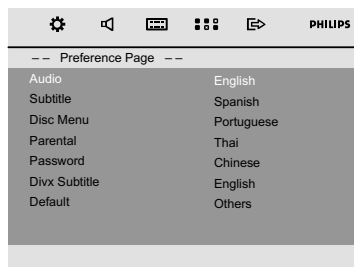 PHILIPS
-- Preference Page --
Audio English
Subtitle Spanish
Disc Menu Portuguese
Parental Thai
Password Chinese
Divx Subtitle English
Default Others